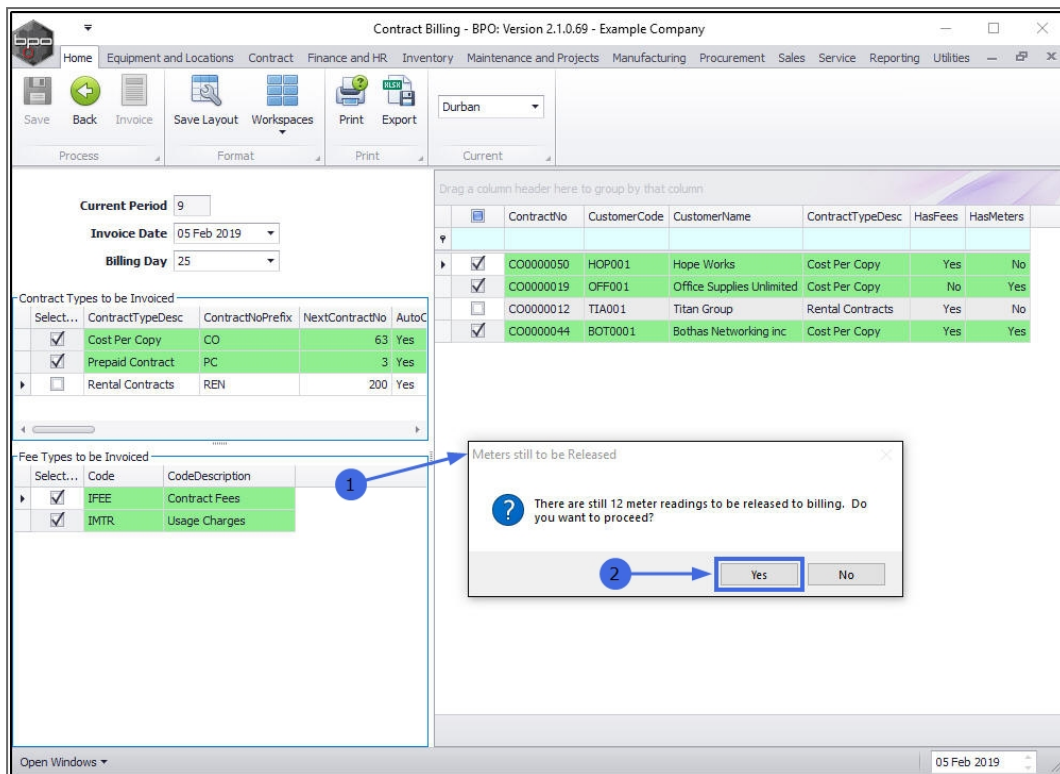 Contract Billing - BPO: Version 2.1.0.69 - Example Company
bpo
Home Equipment and Locations Contract Finance and HR Inventory Maintenance and Projects Manufacturing Procurement Sales Service Reporting Utilities
Save Back Invoice Save Layout Workspaces Print Export
XLSX
Durban
Process Format Print Current
Current Period 9
Invoice Date 05 Feb 2019
Billing Day 25
Contract Types to be Invoiced
Select... ContractTypeDesc ContractNoPrefix NextContractNo AutoC
Cost Per Copy CO 63 Yes
Prepaid Contract PC 3 Yes
Rental Contracts REN 200 Yes
Fee Types to be Invoiced
Select... Code CodeDescription
IFEE Contract Fees
IMTR Usage Charges
Drag a column header here to group by that column
ContractNo CustomerCode CustomerName ContractTypeDesc HasFees HasMeters
CO0000050 HOP001 Hope Works Cost Per Copy Yes No
CO0000019 OFF001 Office Supplies Unlimited Cost Per Copy No Yes
CO0000012 TIA001 Titan Group Rental Contracts Yes No
CO0000044 BOT0001 Bothas Networking inc Cost Per Copy Yes Yes
1
Meters still to be Released
There are still 12 meter readings to be released to billing. Do
you want to proceed?
2
Yes No
Open Windows 05 Feb 2019